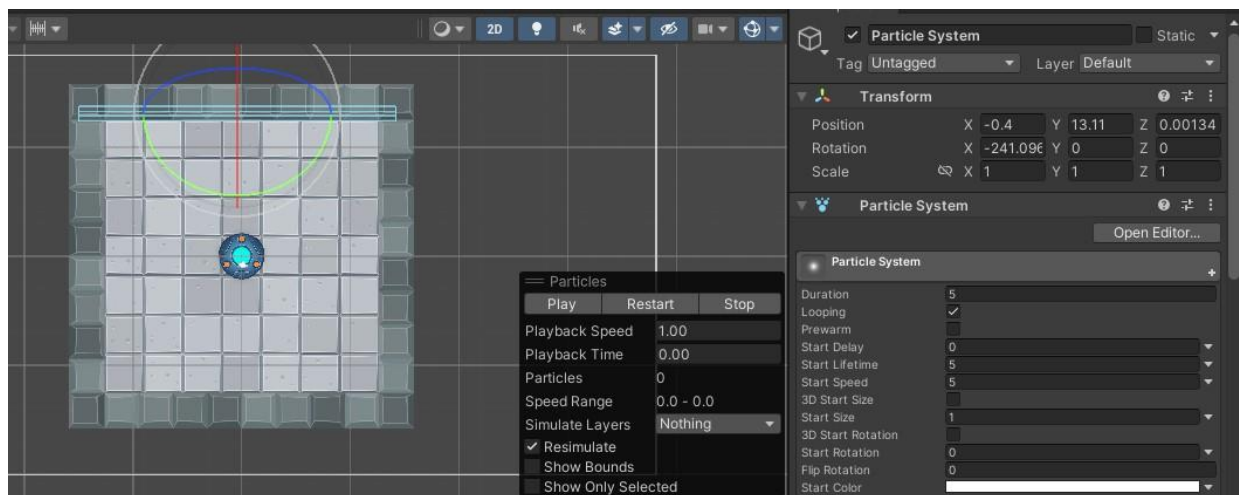 2D
Particles
Play Restart Stop
Playback Speed 1.00
Playback Time 0.00
Particles 0
Speed Range 0.0 - 0.0
Simulate Layers Nothing
Resimulate
Show Bounds
Show Only Selected
Particle System Static
Tag Untagged Layer Default
Transform
Position X -0.4 Y 13.11 Z 0.00134
Rotation X -241.096 Y 0 Z 0
Scale X 1 Y 1 Z 1
Particle System
Open Editor...
Particle System
Duration 5
Looping
Prewarm
Start Delay 0
Start Lifetime 5
Start Speed 5
3D Start Size
Start Size 1
3D Start Rotation
Start Rotation 0
Flip Rotation 0
Start Color